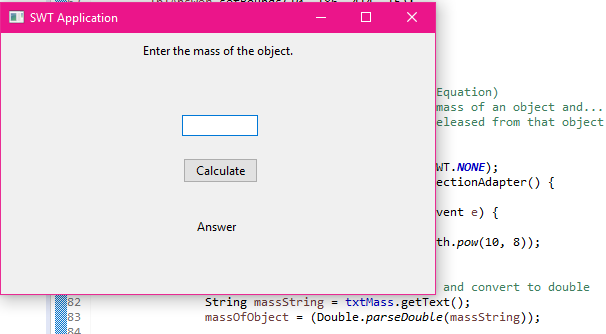 SWT Application
Enter the mass of the object.
Calculate
Answer
Equation)
mass of an object and...
eleased from that object
WT.NONE);
ectionAdapter() {
vent e) {
th.pow(10, 8));
and convert to double
82 String massString = txtMass.getText();
83 massOfObject = (Double.parseDouble(massString));
84